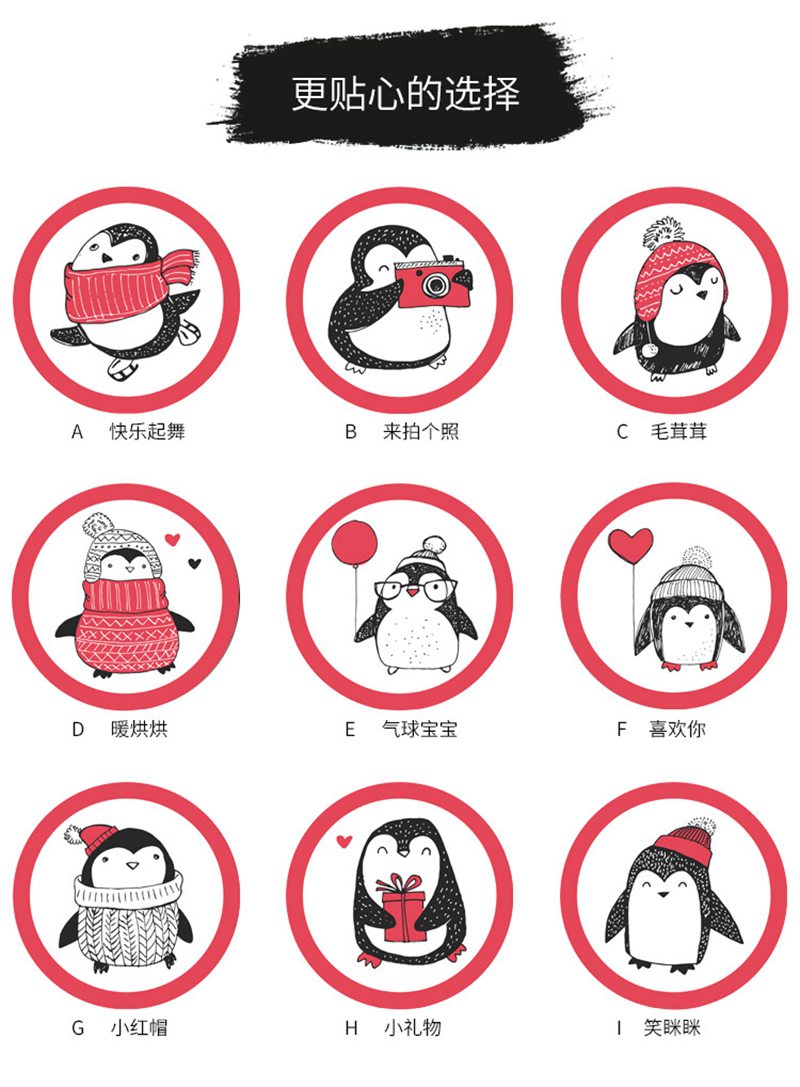 更贴心的选择
A 快乐起舞
B 来拍个照
C 毛茸茸
D 暖烘烘
E 气球宝宝
F 喜欢你
G 小红帽
H 小礼物
I 笑眯眯